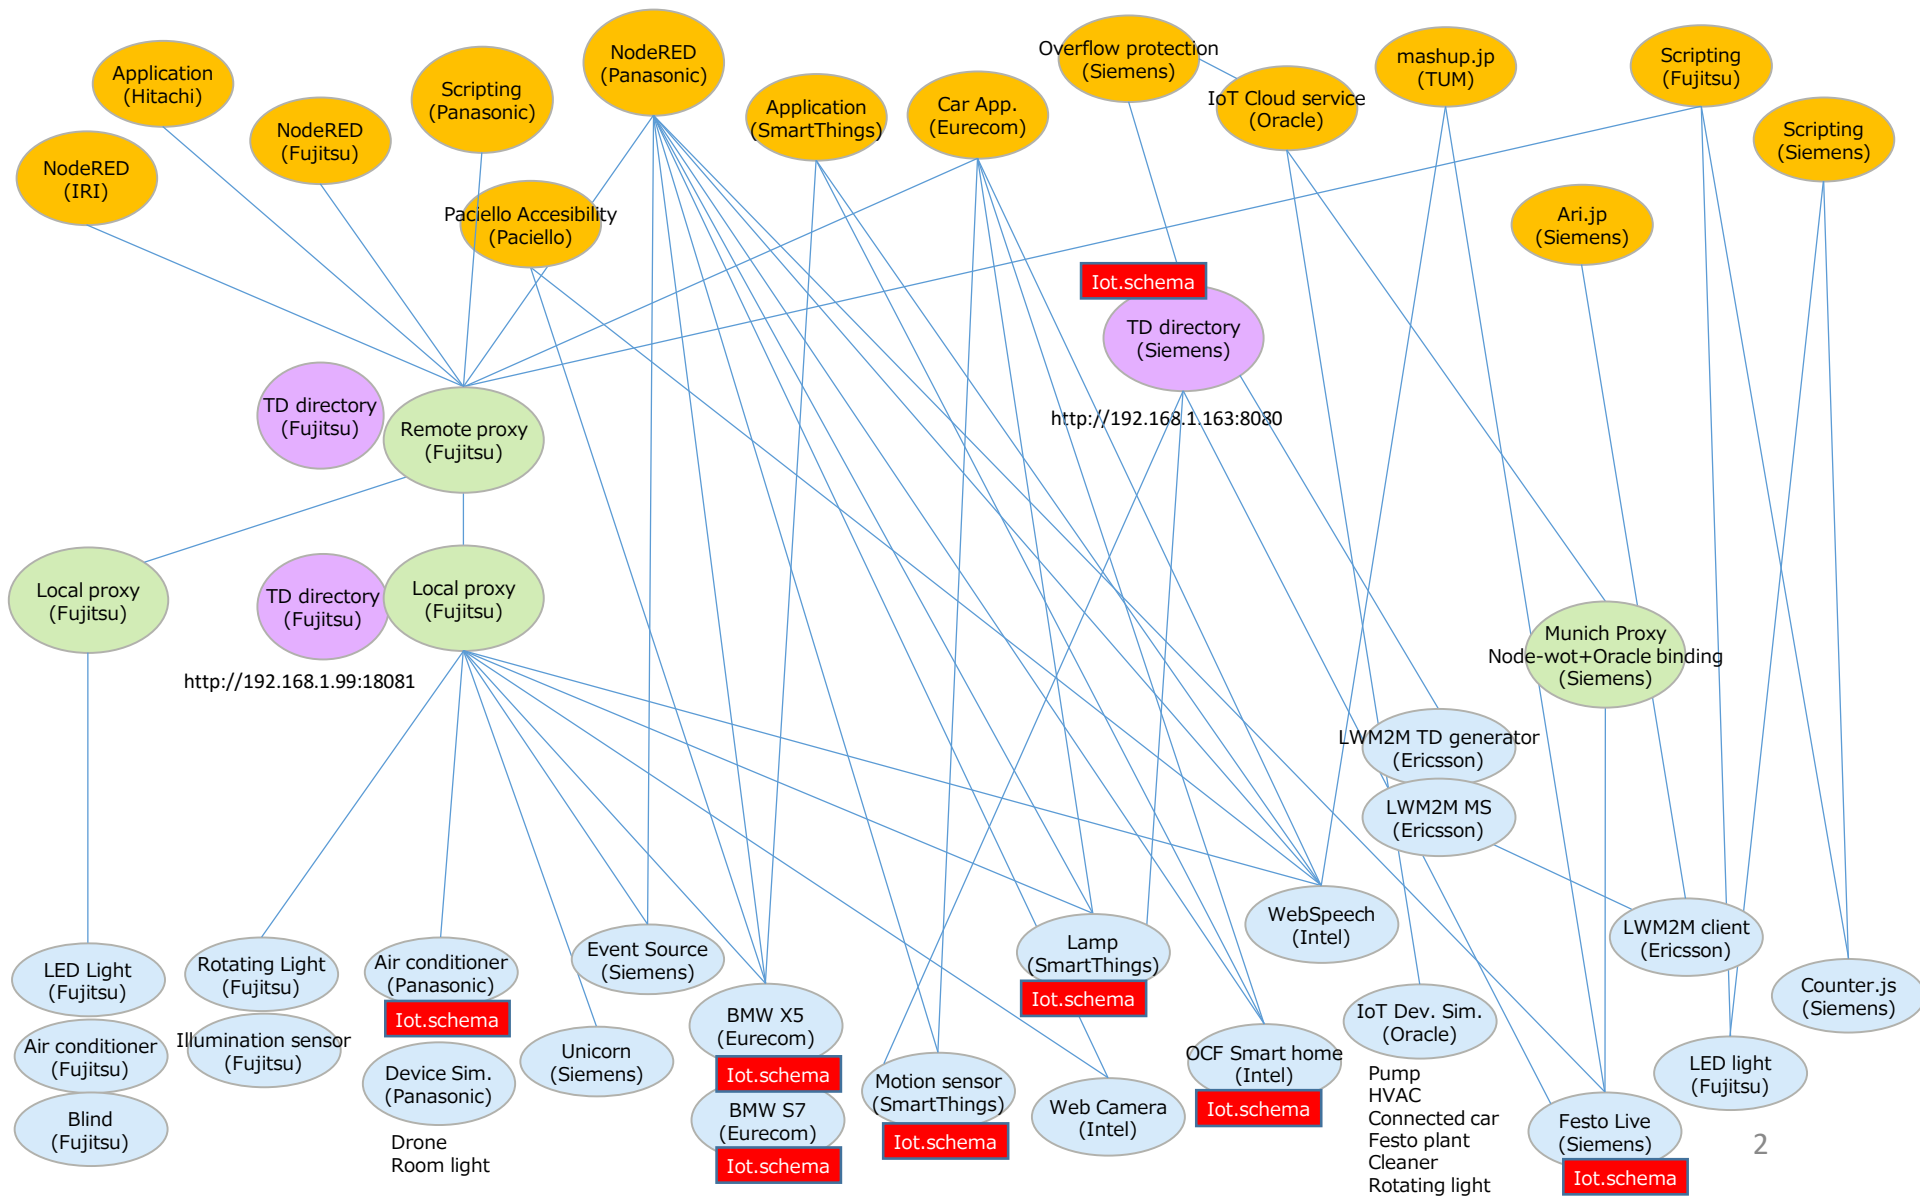 Application
(Hitachi)
NodeRED
(IRI)
NodeRED
(Fujitsu)
Scripting
(Panasonic)
NodeRED
(Panasonic)
Paciello Accesibility
(Paciello)
Application
(SmartThings)
Car App.
(Eurecom)
Overflow protection
(Siemens)
IoT Cloud service
(Oracle)
mashup.jp
(TUM)
Scripting
(Fujitsu)
Scripting
(Siemens)
Ari.jp
(Siemens)
Iot.schema
TD directory
(Siemens)
http://192.168.1.163:8080
TD directory
(Fujitsu)
Remote proxy
(Fujitsu)
Local proxy
(Fujitsu)
TD directory
(Fujitsu)
Local proxy
(Fujitsu)
http://192.168.1.99:18081
Munich Proxy
Node-wot+Oracle binding
(Siemens)
LWM2M TD generator
(Ericsson)
LWM2M MS
(Ericsson)
LED Light
(Fujitsu)
Air conditioner
(Fujitsu)
Blind
(Fujitsu)
Rotating Light
(Fujitsu)
Illumination sensor
(Fujitsu)
Air conditioner
(Panasonic)
Iot.schema
Device Sim.
(Panasonic)
Drone
Room light
Event Source
(Siemens)
Unicorn
(Siemens)
BMW X5
(Eurecom)
Iot.schema
BMW S7
(Eurecom)
Iot.schema
Motion sensor
(SmartThings)
Iot.schema
Lamp
(SmartThings)
Iot.schema
Web Camera
(Intel)
OCF Smart home
(Intel)
Iot.schema
WebSpeech
(Intel)
IoT Dev. Sim.
(Oracle)
Pump
HVAC
Connected car
Festo plant
Cleaner
Rotating light
LWM2M client
(Ericsson)
Festo Live
(Siemens)
Iot.schema
LED light
(Fujitsu)
Counter.js
(Siemens)
2